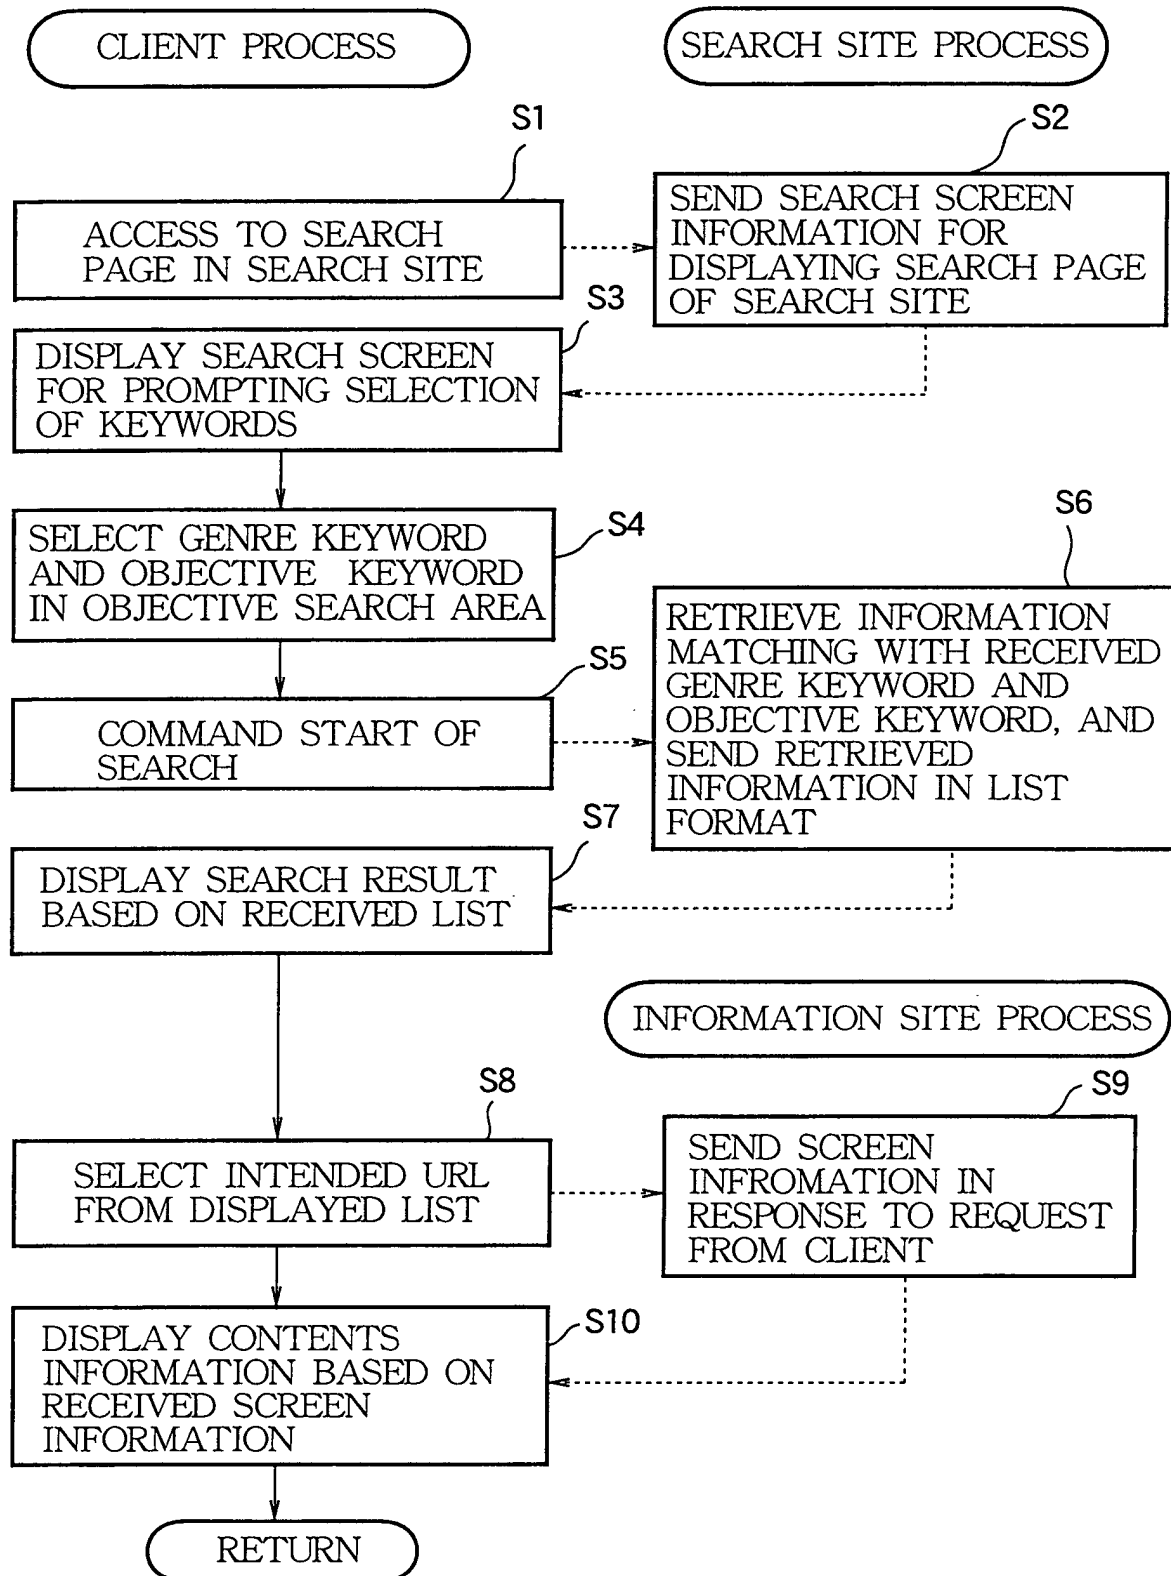 CLIENT PROCESS
SEARCH SITE PROCESS
S1
S2
ACCESS TO SEARCH
PAGE IN SEARCH SITE
SEND SEARCH SCREEN
INFORMATION FOR
DISPLAYING SEARCH PAGE
OF SEARCH SITE
S3
DISPLAY SEARCH SCREEN
FOR PROMPTING SELECTION
OF KEYWORDS
S4
SELECT GENRE KEYWORD
AND OBJECTIVE KEYWORD
IN OBJECTIVE SEARCH AREA
S5
COMMAND START OF
SEARCH
S6
RETRIEVE INFORMATION
MATCHING WITH RECEIVED
GENRE KEYWORD AND
OBJECTIVE KEYWORD, AND
SEND RETRIEVED
INFORMATION IN LIST
FORMAT
S7
DISPLAY SEARCH RESULT
BASED ON RECEIVED LIST
INFORMATION SITE PROCESS
S8
SELECT INTENDED URL
FROM DISPLAYED LIST
S9
SEND SCREEN
INFROMATION IN
RESPONSE TO REQUEST
FROM CLIENT
S10
DISPLAY CONTENTS
INFORMATION BASED ON
RECEIVED SCREEN
INFORMATION
RETURN